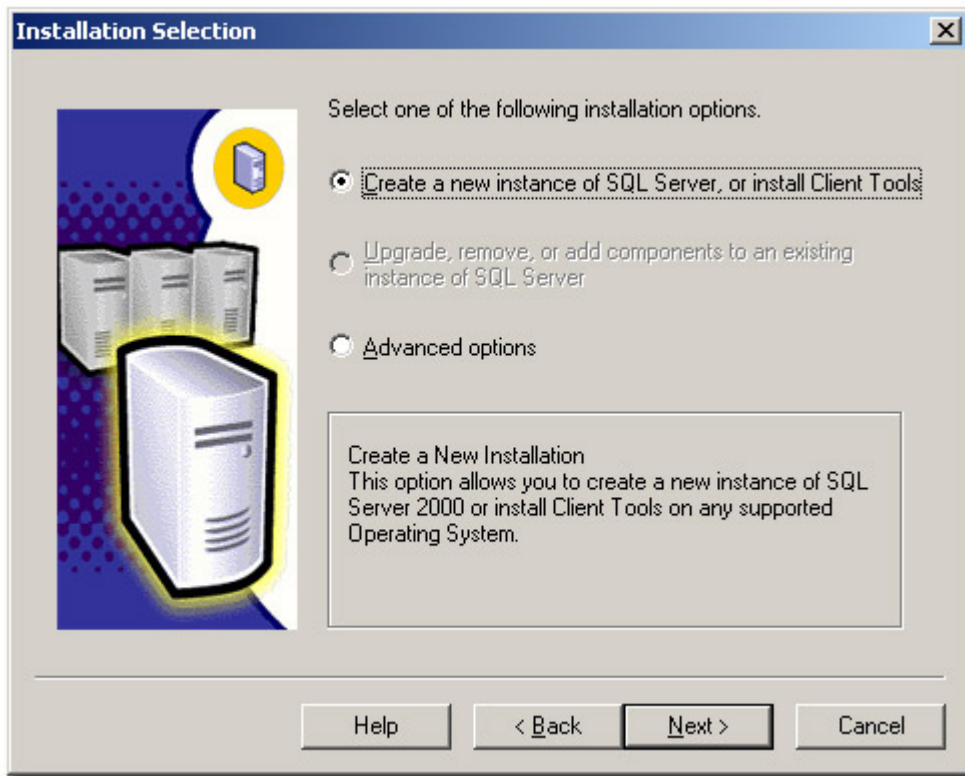 Installation Selection
Select one of the following installation options.
Create a new instance of SQL Server, or install Client Tools
Upgrade, remove, or add components to an existing
instance of SQL Server
Advanced options
Create a New Installation
This option allows you to create a new instance of SQL
Server 2000 or install Client Tools on any supported
Operating System.
Help
< Back
Next >
Cancel